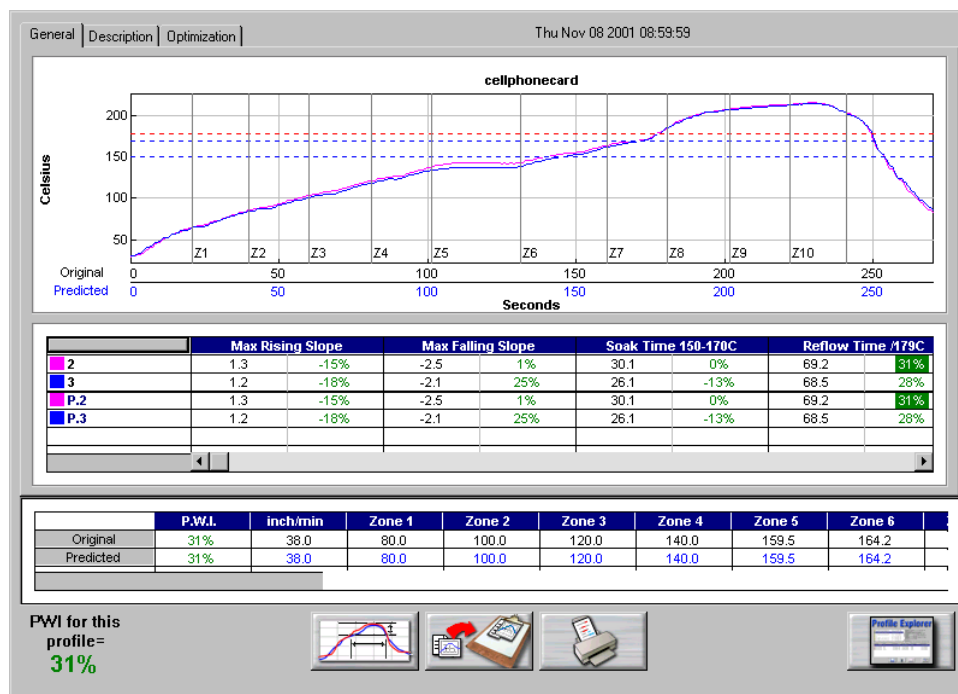 General Description Optimization Thu Nov 08 2001 08:59:59
cellphonecard
200
150
100
50
Celsius
Z1 Z2 Z3 Z4 Z5 Z6 Z7 Z8 Z9 Z10
Original 0 50 100 150 200 250
Predicted 0 50 100 150 200 250
Seconds
Max Rising Slope Max Falling Slope Soak Time 150-170C Reflow Time /179C
2 1.3 -15% -2.5 1% 30.1 0% 69.2 31%
3 1.2 -18% -2.1 25% 26.1 -13% 68.5 28%
P.2 1.3 -15% -2.5 1% 30.1 0% 69.2 31%
P.3 1.2 -18% -2.1 25% 26.1 -13% 68.5 28%
P.W.I. inch/min Zone 1 Zone 2 Zone 3 Zone 4 Zone 5 Zone 6
Original 31% 38.0 80.0 100.0 120.0 140.0 159.5 164.2
Predicted 31% 38.0 80.0 100.0 120.0 140.0 159.5 164.2
PWI for this
profile=
31%
Profile Explorer